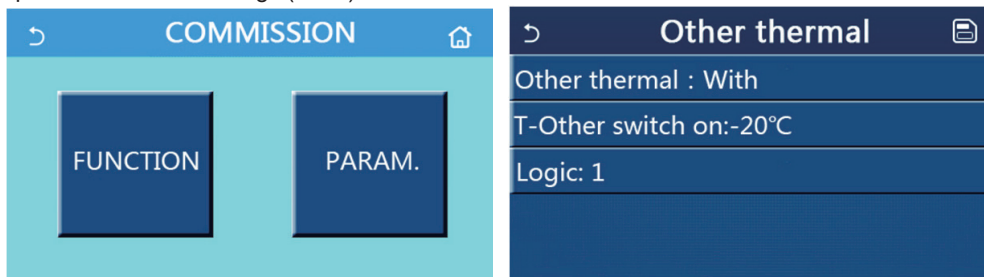 COMMISSION
FUNCTION
PARAM.
Other thermal
Other thermal : With
T-Other switch on:-20℃
Logic: 1